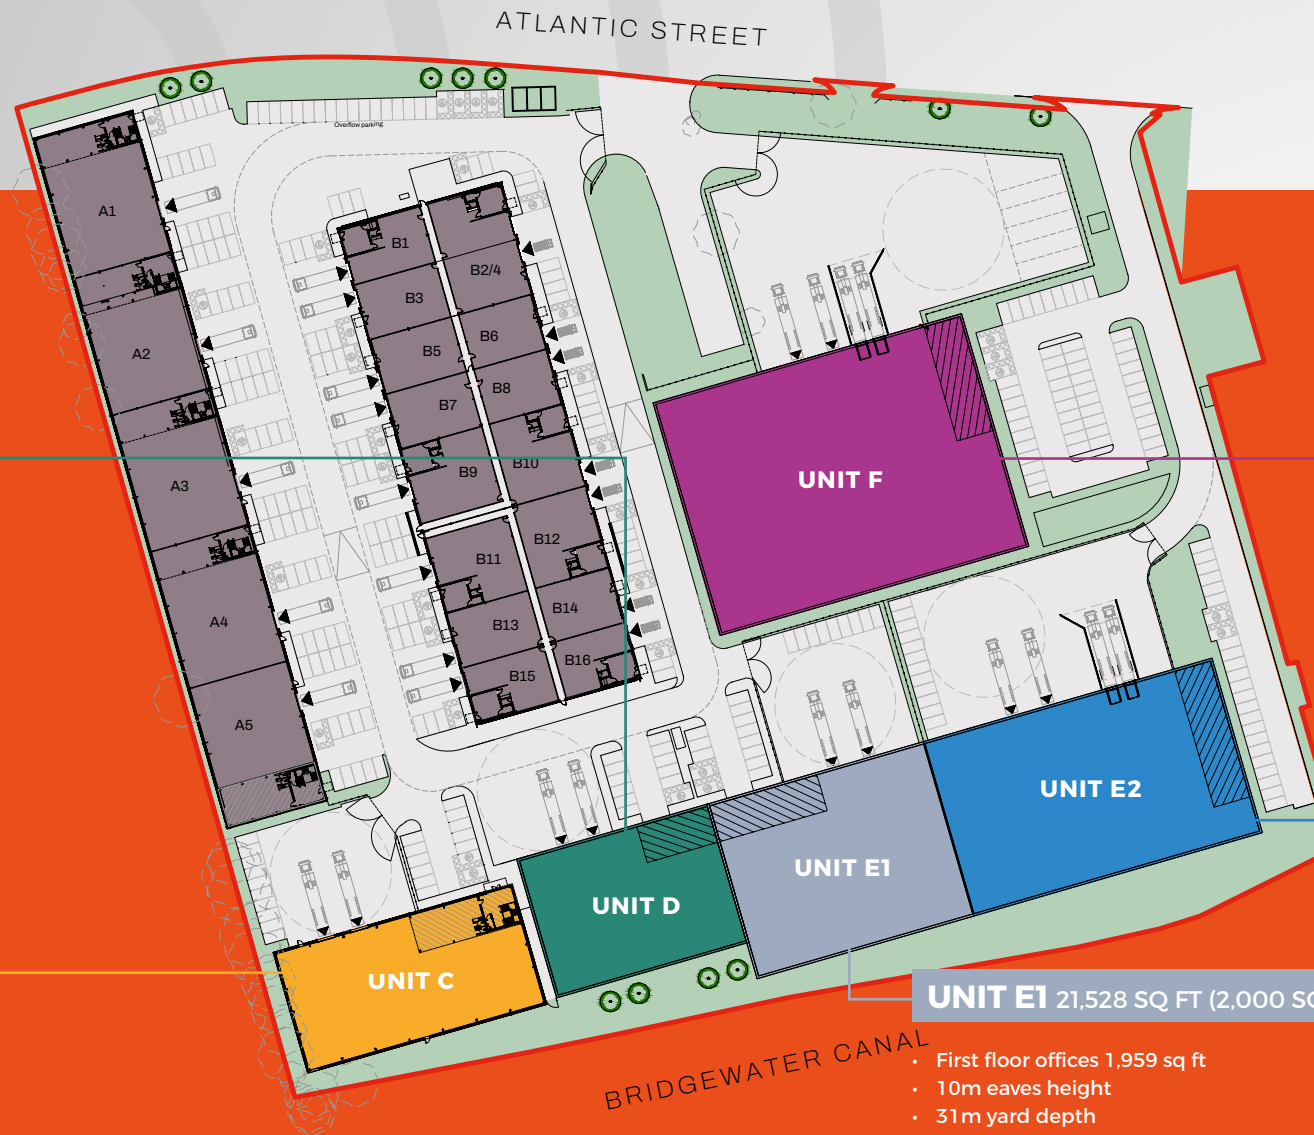 ATLANTIC STREET
Overflow parking
A1
B1
B2/4
B3
A2
B6
B5
B8
B7
UNIT F
B10
B9
A3
B12
B11
B14
A4
B13
B16
B15
A5
UNIT E2
UNIT E1
UNIT D
UNIT C
UNIT E1 21,528 SQ FT (2,000 SQ
BRIDGEWATER CANAL
• First floor offices 1,959 sq ft
• 10m eaves height
• 31m yard depth